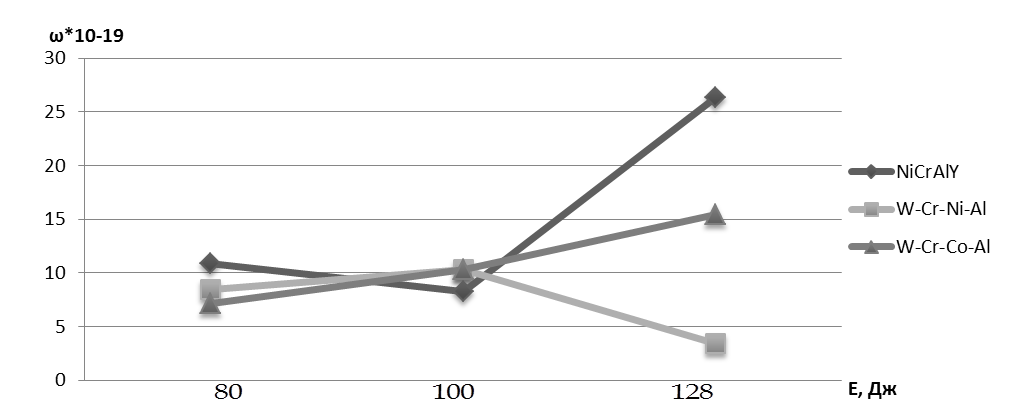 ω*10-19
30
25
20
15
10
5
0
80 100 128 Е, Дж
NiCrAlY
W-Cr-Ni-Al
W-Cr-Co-Al